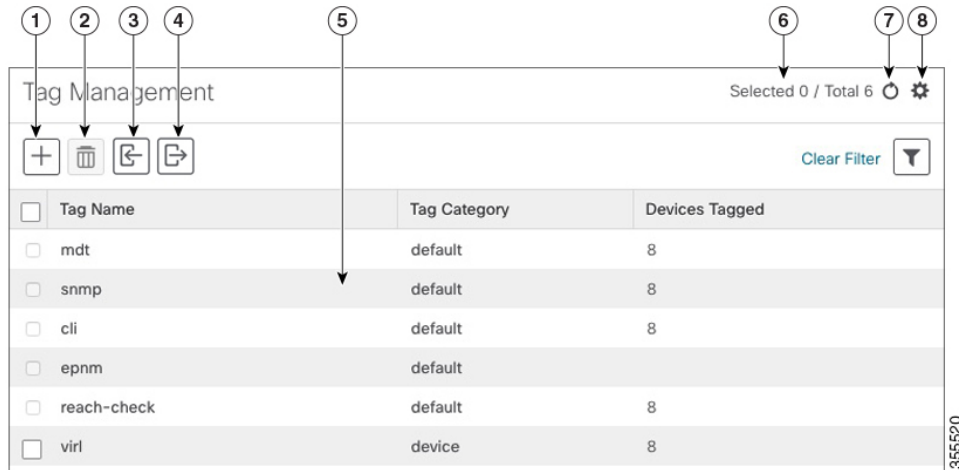 1 2 3 4 5 6 7 8
Tag Management
Selected 0 / Total 6
Clear Filter
Tag Name Tag Category Devices Tagged
mdt default 8
snmp default 8
cli default 8
epnm default
reach-check default 8
virl device 8
355520